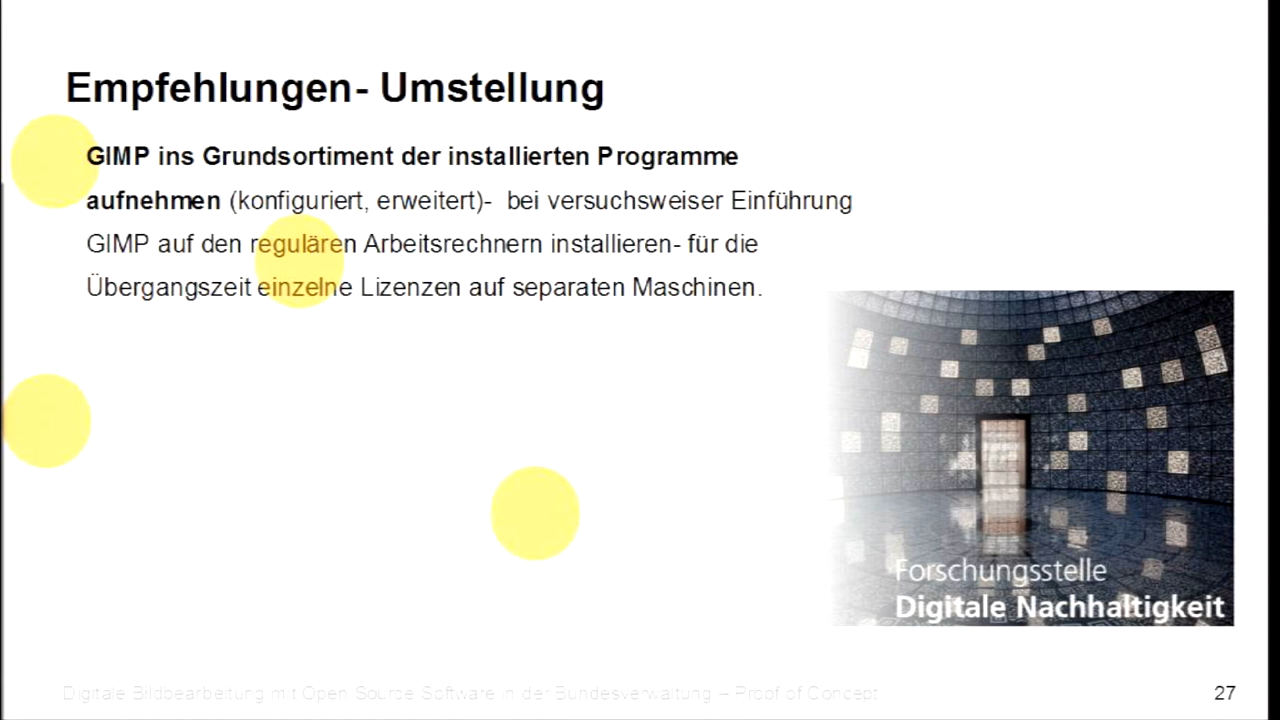 Empfehlungen- Umstellung
GIMP ins Grundsortiment der installierten Programme
aufnehmen (konfiguriert, erweitert)- bei versuchsweiser Einführung
GIMP auf den regulären Arbeitsrechnern installieren- für die
Übergangszeit einzelne Lizenzen auf separaten Maschinen.
Forschungsstelle
Digitale Nachhaltigkeit
Digitale Bildbearbeitung mit Open Source Software in der Bundesverwaltung – Proof of Concept
27